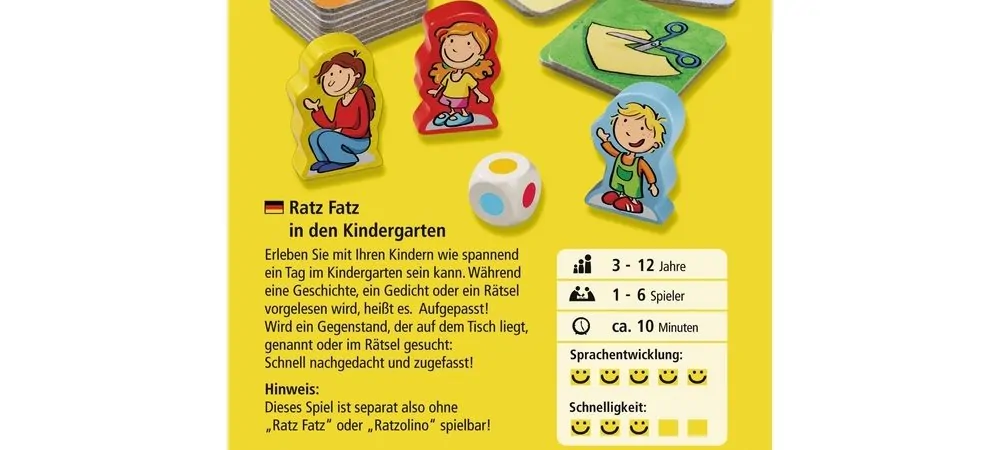 Ratz Fatz
in den Kindergarten
Erleben Sie mit Ihren Kindern wie spannend
ein Tag im Kindergarten sein kann. Während
eine Geschichte, ein Gedicht oder ein Rätsel
vorgelesen wird, heißt es. Aufgepasst!
Wird ein Gegenstand, der auf dem Tisch liegt,
genannt oder im Rätsel gesucht:
Schnell nachgedacht und zugefasst!
Hinweis:
Dieses Spiel ist separat also ohne
„Ratz Fatz“ oder „Ratzolino“ spielbar!
3 - 12 Jahre
1 - 6 Spieler
ca. 10 Minuten
Sprachentwicklung:
Schnelligkeit: